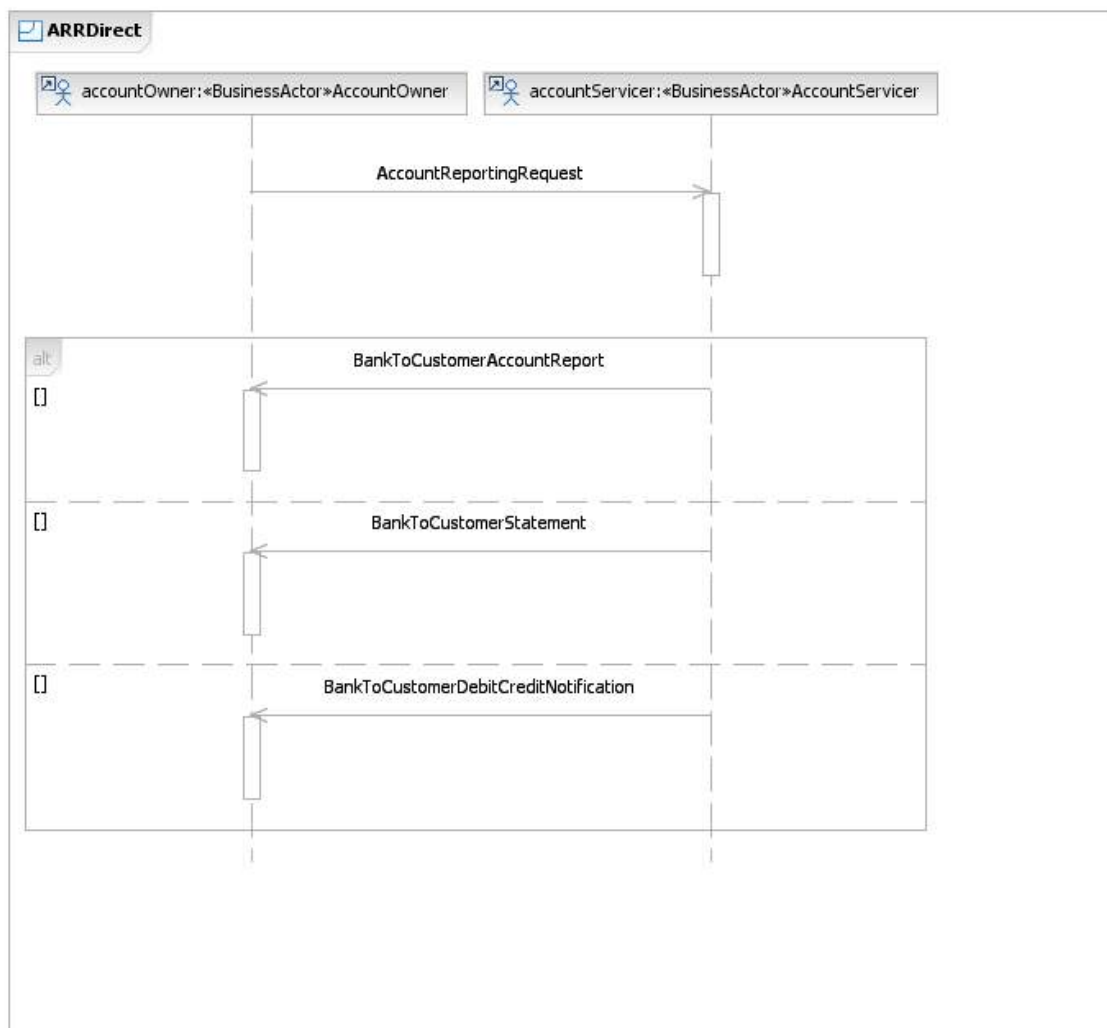 ARRDirect
accountOwner:«BusinessActor»AccountOwner
accountServicer:«BusinessActor»AccountServicer
AccountReportingRequest
alt
BankToCustomerAccountReport
[]
[]
BankToCustomerStatement
[]
BankToCustomerDebitCreditNotification